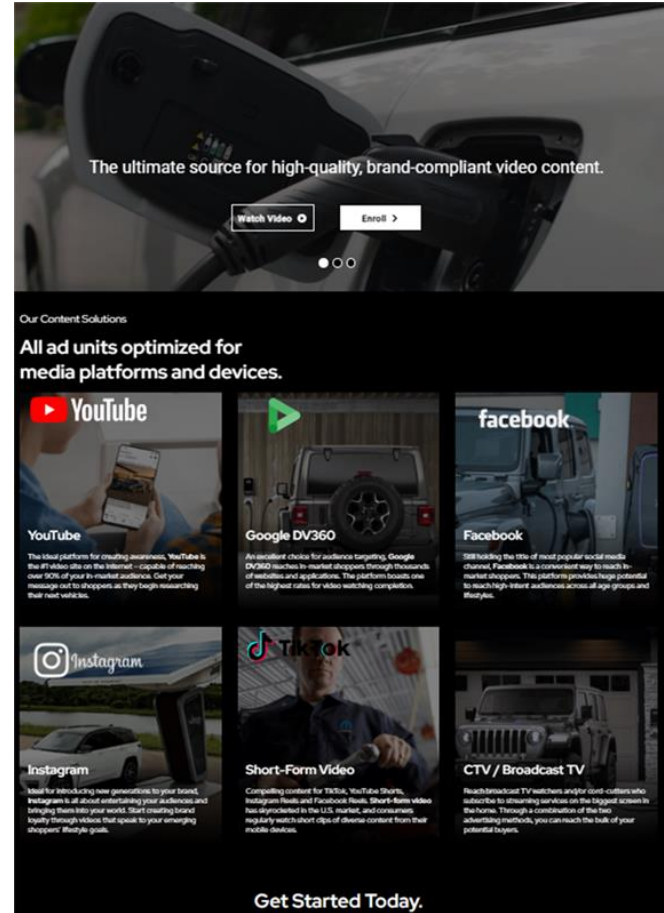 The ultimate source for high-quality, brand-compliant video content.
Watch Video
Enroll >
Our Content Solutions
All ad units optimized for
media platforms and devices.
YouTube
YouTube
The ideal platform for creating awareness, YouTube is
the #1 video site on the internet – capable of reaching
over 90% of your in-market audience. Get your
message out to shoppers as they begin researching
their next vehicles.
Google DV360
An excellent choice for audience targeting, Google
DV360 reaches in-market shoppers through thousands
of websites and applications. The platform boasts one
of the highest rates for video watching completion.
facebook
Facebook
Still holding the title of most popular social media
channel, Facebook is a convenient way to reach in-
market shoppers. This platform provides huge potential
to reach high-intent audiences across all age groups and
lifestyles.
Instagram
Instagram
Ideal for introducing new generations to your brand,
Instagram is all about entertaining your audiences and
bringing them into your world. Start creating brand
loyalty through videos that speak to your emerging
shoppers' lifestyle goals.
TikTok
Short-Form Video
Compelling content for TikTok, YouTube Shorts,
Instagram Reels and Facebook Reels. Short-form video
has skyrocketed in the U.S. market, and consumers
regularly watch short clips of diverse content from their
mobile devices.
CTV / Broadcast TV
Reach broadcast TV watchers and/or cord-cutters who
subscribe to streaming services on the biggest screen in
the home. Through a combination of the two
advertising methods, you can reach the bulk of your
potential buyers.
Get Started Today.